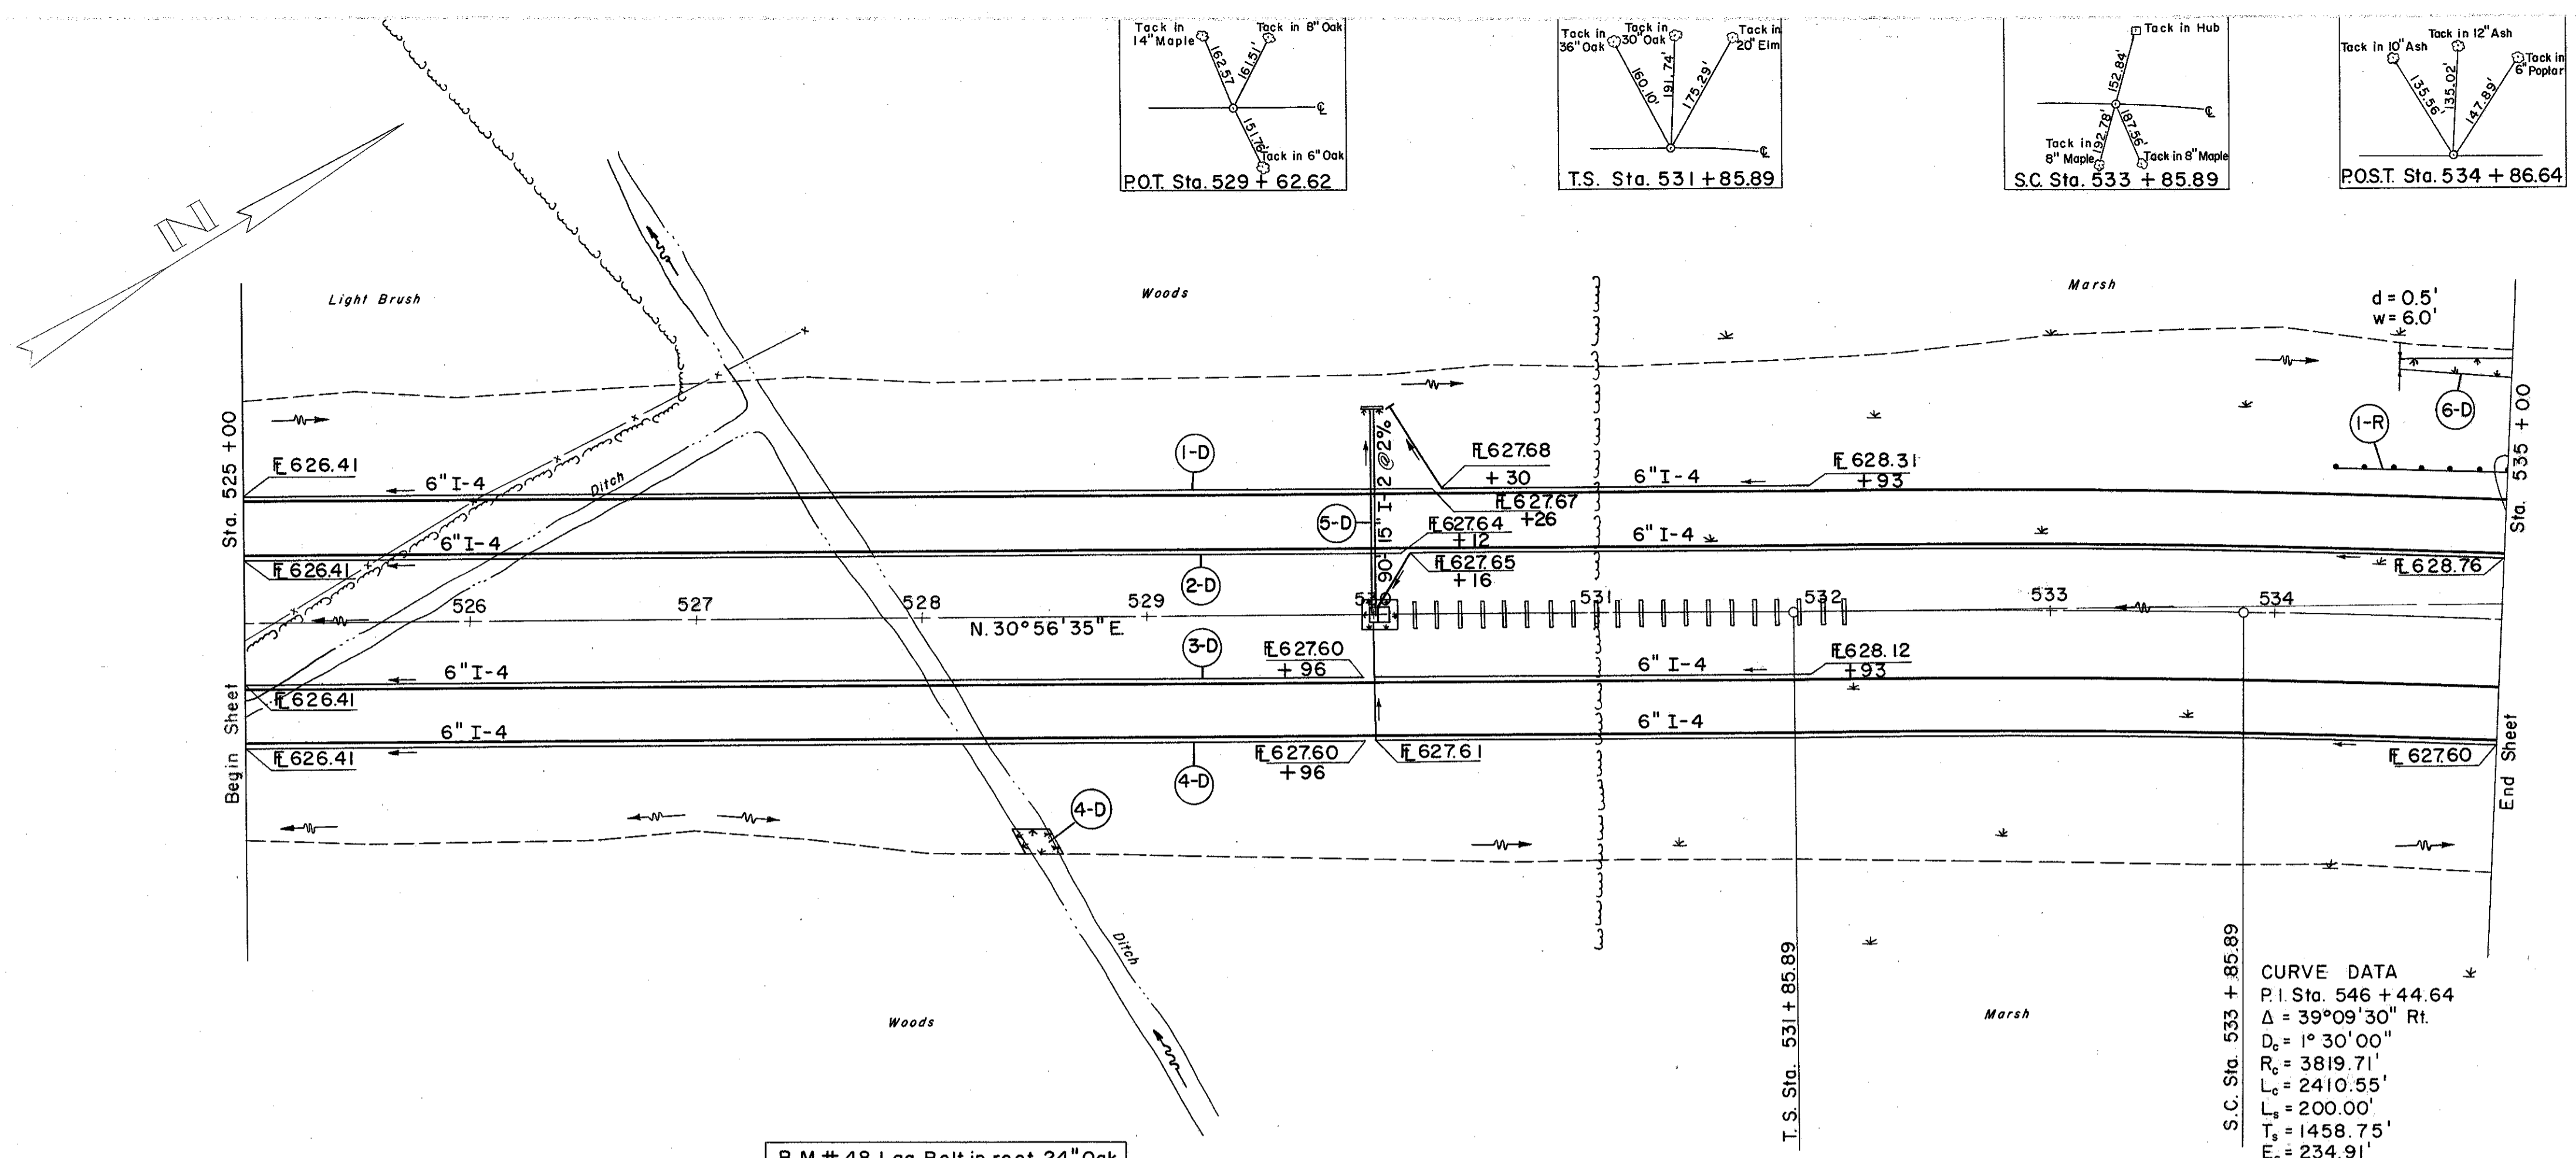 Tack in
14" Maple
Tack in 8" Oak
162.57
161.51'
℄
151.76'
Tack in 6" Oak
P.O.T. Sta. 529 + 62.62
Tack in
36" Oak
Tack in
30" Oak
Tack in
20" Elm
160.10'
191.74'
175.29'
℄
T.S. Sta. 531 + 85.89
Tack in Hub
152.84'
℄
192.78'
187.56'
Tack in
8" Maple
Tack in 8" Maple
S.C. Sta. 533 + 85.89
Tack in 10" Ash
Tack in 12" Ash
Tack in
6" Poplar
135.56'
135.02'
147.89'
P.O.S.T. Sta. 534 + 86.64
N
Light Brush
Woods
Marsh
d = 0.5'
w = 6.0'
6-D
1-R
Sta. 525 + 00
Sta. 535 + 00
FL 626.41
6" I-4
Ditch
1-D
90'-15" I-2 @ 2%
FL 627.68
+ 30
6" I-4
FL 628.31
+93
FL 627.67
+26
5-D
FL 627.64
+12
6" I-4
6" I-4
FL 626.41
2-D
FL 627.65
+16
FL 628.76
526
527
528
529
530
531
532
533
534
N. 30°56'35" E.
3-D
FL 627.60
+ 96
6" I-4
6" I-4
FL 628.12
+93
FL 626.41
6" I-4
6" I-4
FL 626.41
FL 627.60
+96
FL 627.61
FL 627.60
4-D
4-D
Begin Sheet
End Sheet
Ditch
Woods
Marsh
T. S. Sta. 531 + 85.89
S.C. Sta. 533 + 85.89
CURVE DATA
P. I. Sta. 546 + 44.64
Δ = 39°09'30" Rt.
Dc = 1° 30' 00"
Rc = 3819.71'
Lc = 2410.55'
Ls = 200.00'
Ts = 1458.75'
Es = 234.91'
B.M. # 48 Lag Bolt in root 24" Oak